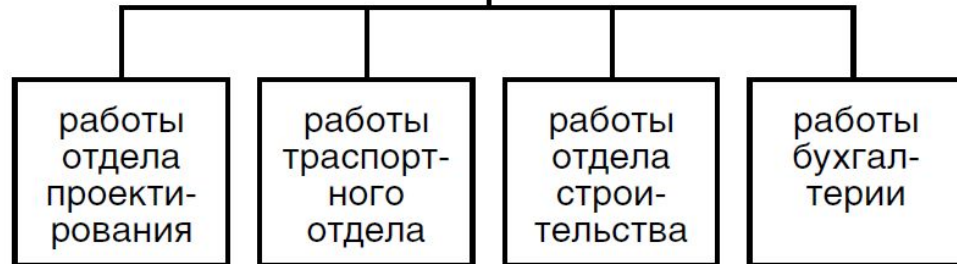 работы
отдела
проекти-
рования
работы
траспорт-
ного
отдела
работы
отдела
строи-
тельства
работы
бухгал-
терии